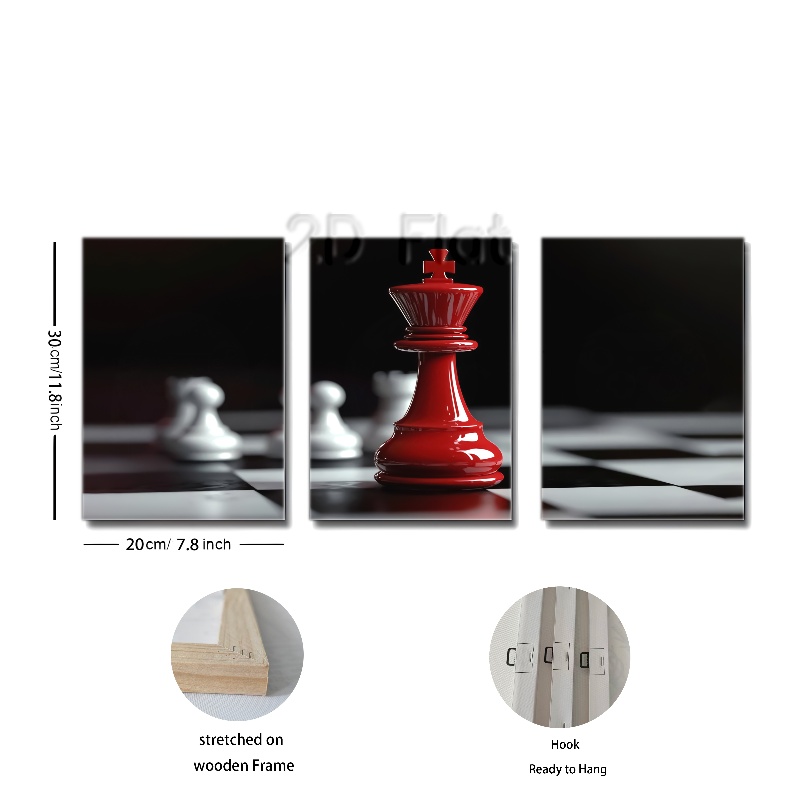 2D Flat
30cm/11.8inch
20cm/ 7.8 inch
stretched on
wooden Frame
Hook
Ready to Hang